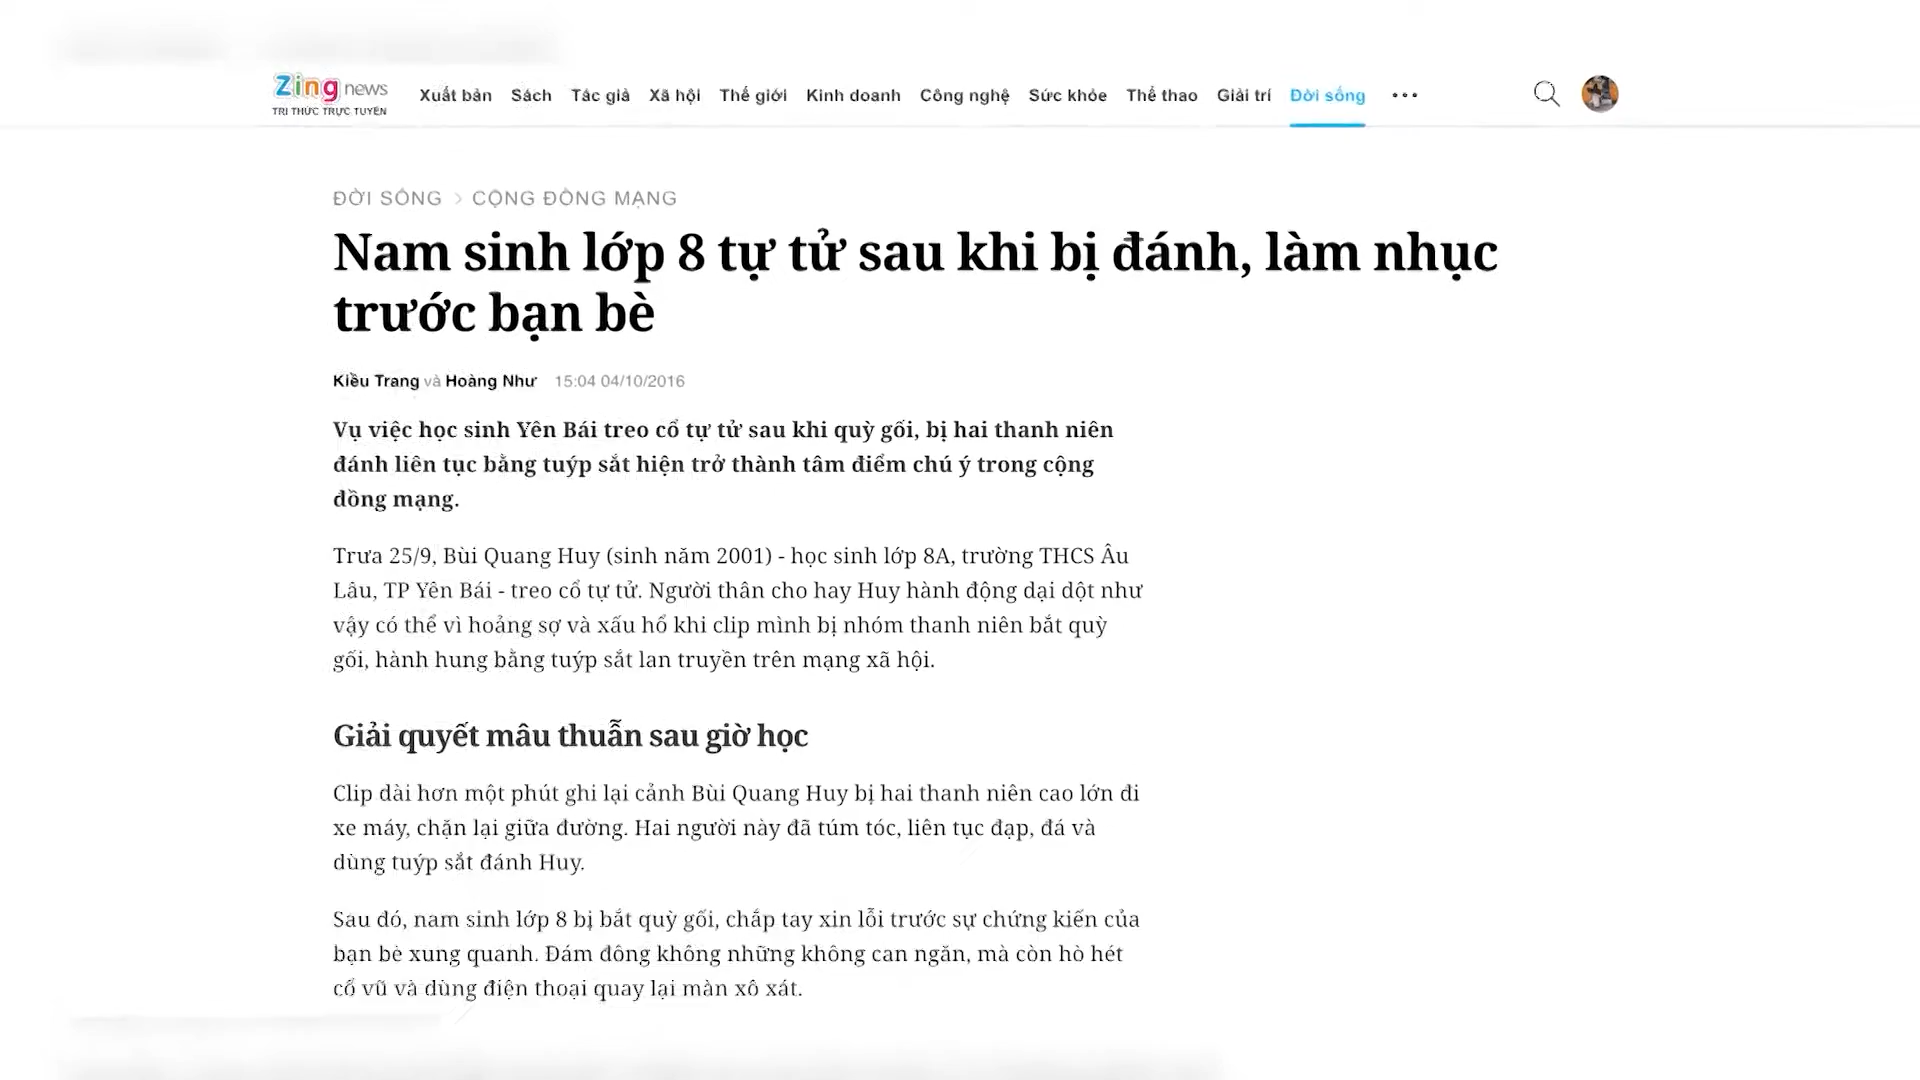 Zing news
TRI THỨC TRỰC TUYẾN
Xuất bản Sách Tác giả Xã hội Thế giới Kinh doanh Công nghệ Sức khỏe Thể thao Giải trí Đời sống •••
ĐỜI SỐNG > CỘNG ĐỒNG MẠNG
Nam sinh lớp 8 tự tử sau khi bị đánh, làm nhục
trước bạn bè
Kiều Trang và Hoàng Như 15:04 04/10/2016
Vụ việc học sinh Yên Bái treo cổ tự tử sau khi quỳ gối, bị hai thanh niên
đánh liên tục bằng tuýp sắt hiện trở thành tâm điểm chú ý trong cộng
đồng mạng.
Trưa 25/9, Bùi Quang Huy (sinh năm 2001) - học sinh lớp 8A, trường THCS Âu
Lâu, TP Yên Bái - treo cổ tự tử. Người thân cho hay Huy hành động dại dột như
vậy có thể vì hoảng sợ và xấu hổ khi clip mình bị nhóm thanh niên bắt quỳ
gối, hành hung bằng tuýp sắt lan truyền trên mạng xã hội.
Giải quyết mâu thuẫn sau giờ học
Clip dài hơn một phút ghi lại cảnh Bùi Quang Huy bị hai thanh niên cao lớn đi
xe máy, chặn lại giữa đường. Hai người này đã túm tóc, liên tục đạp, đá và
dùng tuýp sắt đánh Huy.
Sau đó, nam sinh lớp 8 bị bắt quỳ gối, chắp tay xin lỗi trước sự chứng kiến của
bạn bè xung quanh. Đám đông không những không can ngăn, mà còn hò hét
cổ vũ và dùng điện thoại quay lại màn xô xát.